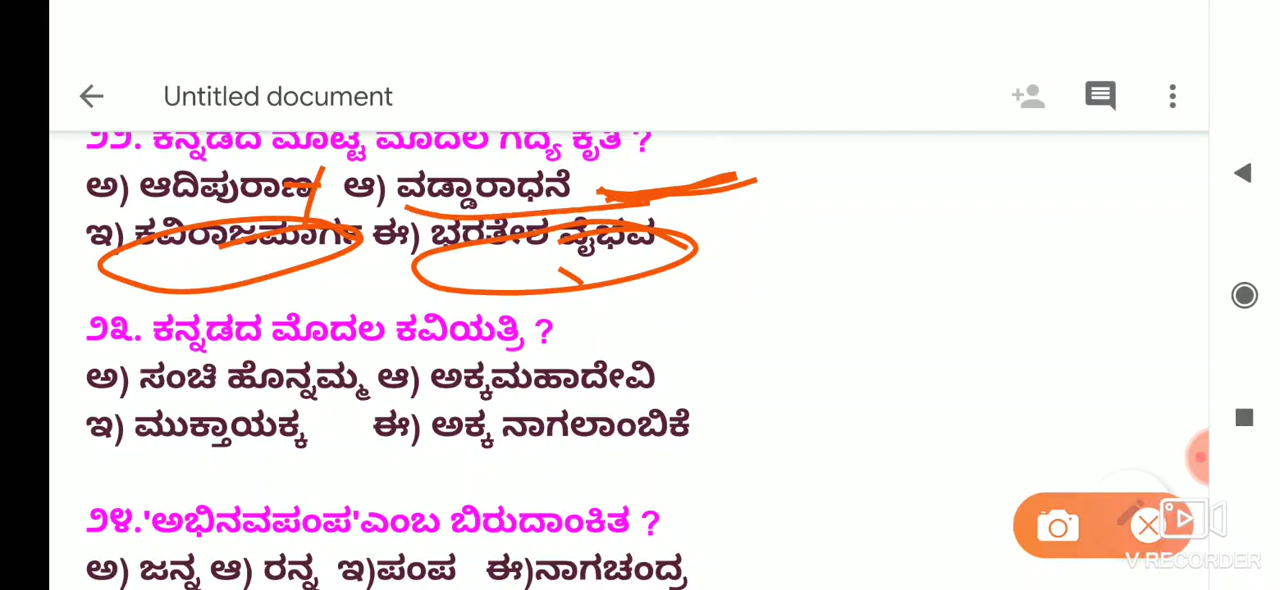 Untitled document
೨೨. ಕನ್ನಡದ ಮೊಟ್ಟ ಮೊದಲ ಗದ್ಯ ಕೃತಿ ?
ಅ) ಆದಿಪುರಾಣ ಆ) ವಡ್ಡಾರಾಧನೆ
ಇ) ಕವಿರಾಜಮಾರ್ಗ ಈ) ಭರತೇಶ ವೈಭವ
೨೩. ಕನ್ನಡದ ಮೊದಲ ಕವಿಯತ್ರಿ ?
ಅ) ಸಂಚಿ ಹೊನ್ನಮ್ಮ ಆ) ಅಕ್ಕಮಹಾದೇವಿ
ಇ) ಮುಕ್ತಾಯಕ್ಕ ಈ) ಅಕ್ಕ ನಾಗಲಾಂಬಿಕೆ
೨೪.'ಅಭಿನವಪಂಪ'ಎಂಬ ಬಿರುದಾಂಕಿತ ?
ಅ) ಜನ್ನ ಆ) ರನ್ನ ಇ)ಪಂಪ ಈ)ನಾಗಚಂದ್ರ
V RECORDER